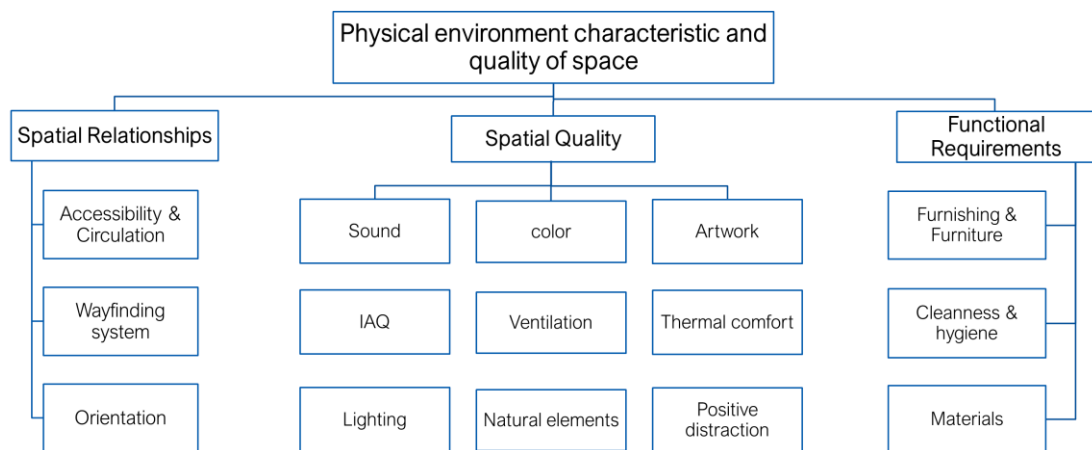 Physical environment characteristic and
quality of space
Spatial Relationships
Spatial Quality
Functional
Requirements
Accessibility &
Circulation
Sound
color
Artwork
Furnishing &
Furniture
Wayfinding
system
IAQ
Ventilation
Thermal comfort
Cleanness &
hygiene
Orientation
Lighting
Natural elements
Positive
distraction
Materials